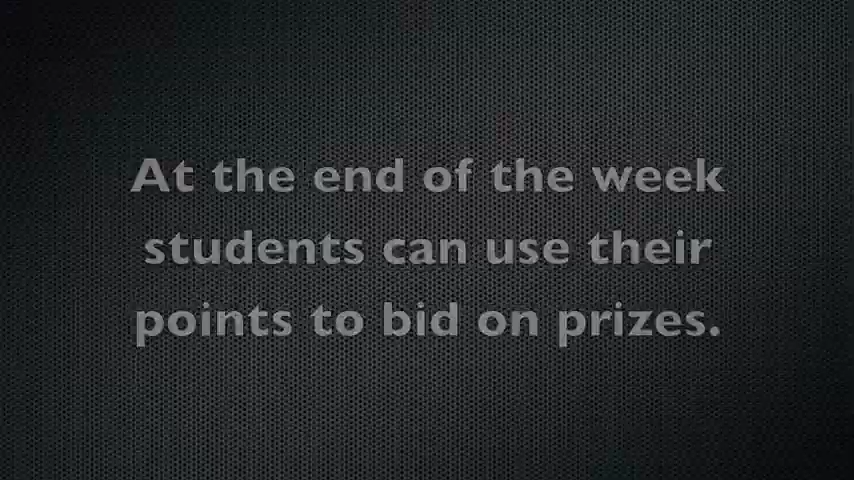 At the end of the week
students can use their
points to bid on prizes.